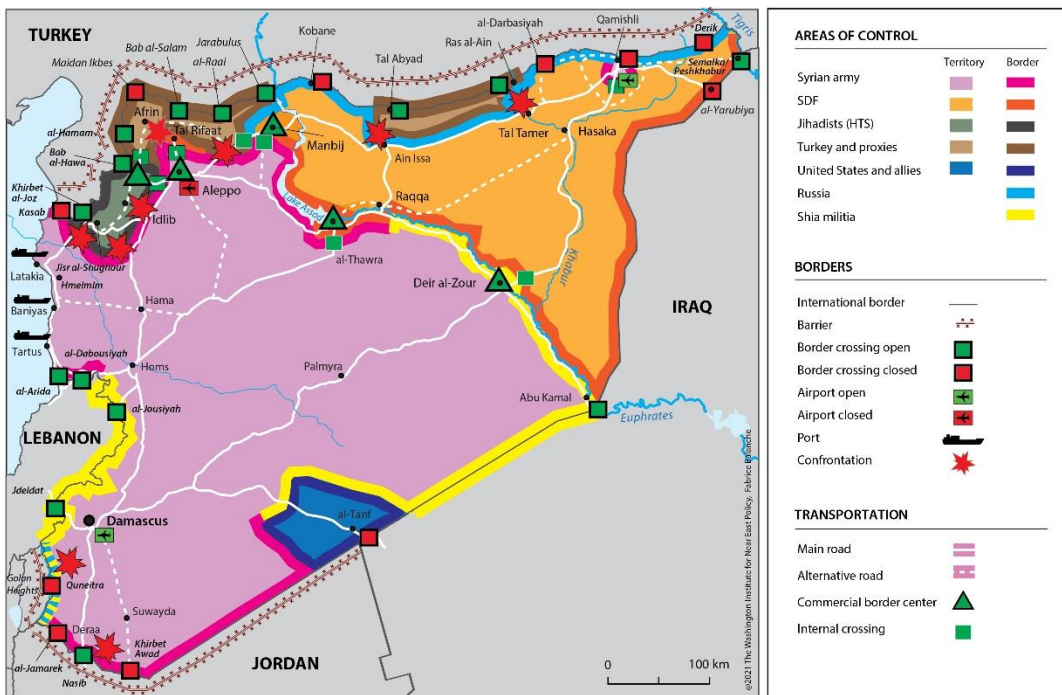 TURKEY
Maidan Ikbes
Bab al-Salam
al-Raai
Jarabulus
Kobane
Tal Abyad
al-Darbasiyah
Ras al-Ain
Qamishli
Derik
Tigris
Semalka
Peshkhabur
al-Yarubiya
al-Hamam
Afrin
Tal Rifaat
Manbij
Ain Issa
Tal Tamer
Hasaka
Bab
al-Hawa
Khirbet
al-Joz
Kasab
Idlib
Aleppo
Lake Assad
Raqqa
al-Thawra
Khabur
Jisr al-Shughour
Hmeimim
Latakia
Baniyas
Tartus
Hama
Deir al-Zour
IRAQ
al-Dabousiyah
Homs
Palmyra
al-Arida
al-Jousiyah
Abu Kamal
Euphrates
LEBANON
Jdeidat
Damascus
al-Tanf
Golan
Heights
Quneitra
Suwayda
Deraa
Khirbet
Awad
al-Jamarek
Nasib
JORDAN
0
100 km
©2021 The Washington Institute for Near East Policy, Fabrice Balanche
AREAS OF CONTROL
Territory
Border
Syrian army
SDF
Jihadists (HTS)
Turkey and proxies
United States and allies
Russia
Shia militia
BORDERS
International border
Barrier
Border crossing open
Border crossing closed
Airport open
Airport closed
Port
Confrontation
TRANSPORTATION
Main road
Alternative road
Commercial border center
Internal crossing